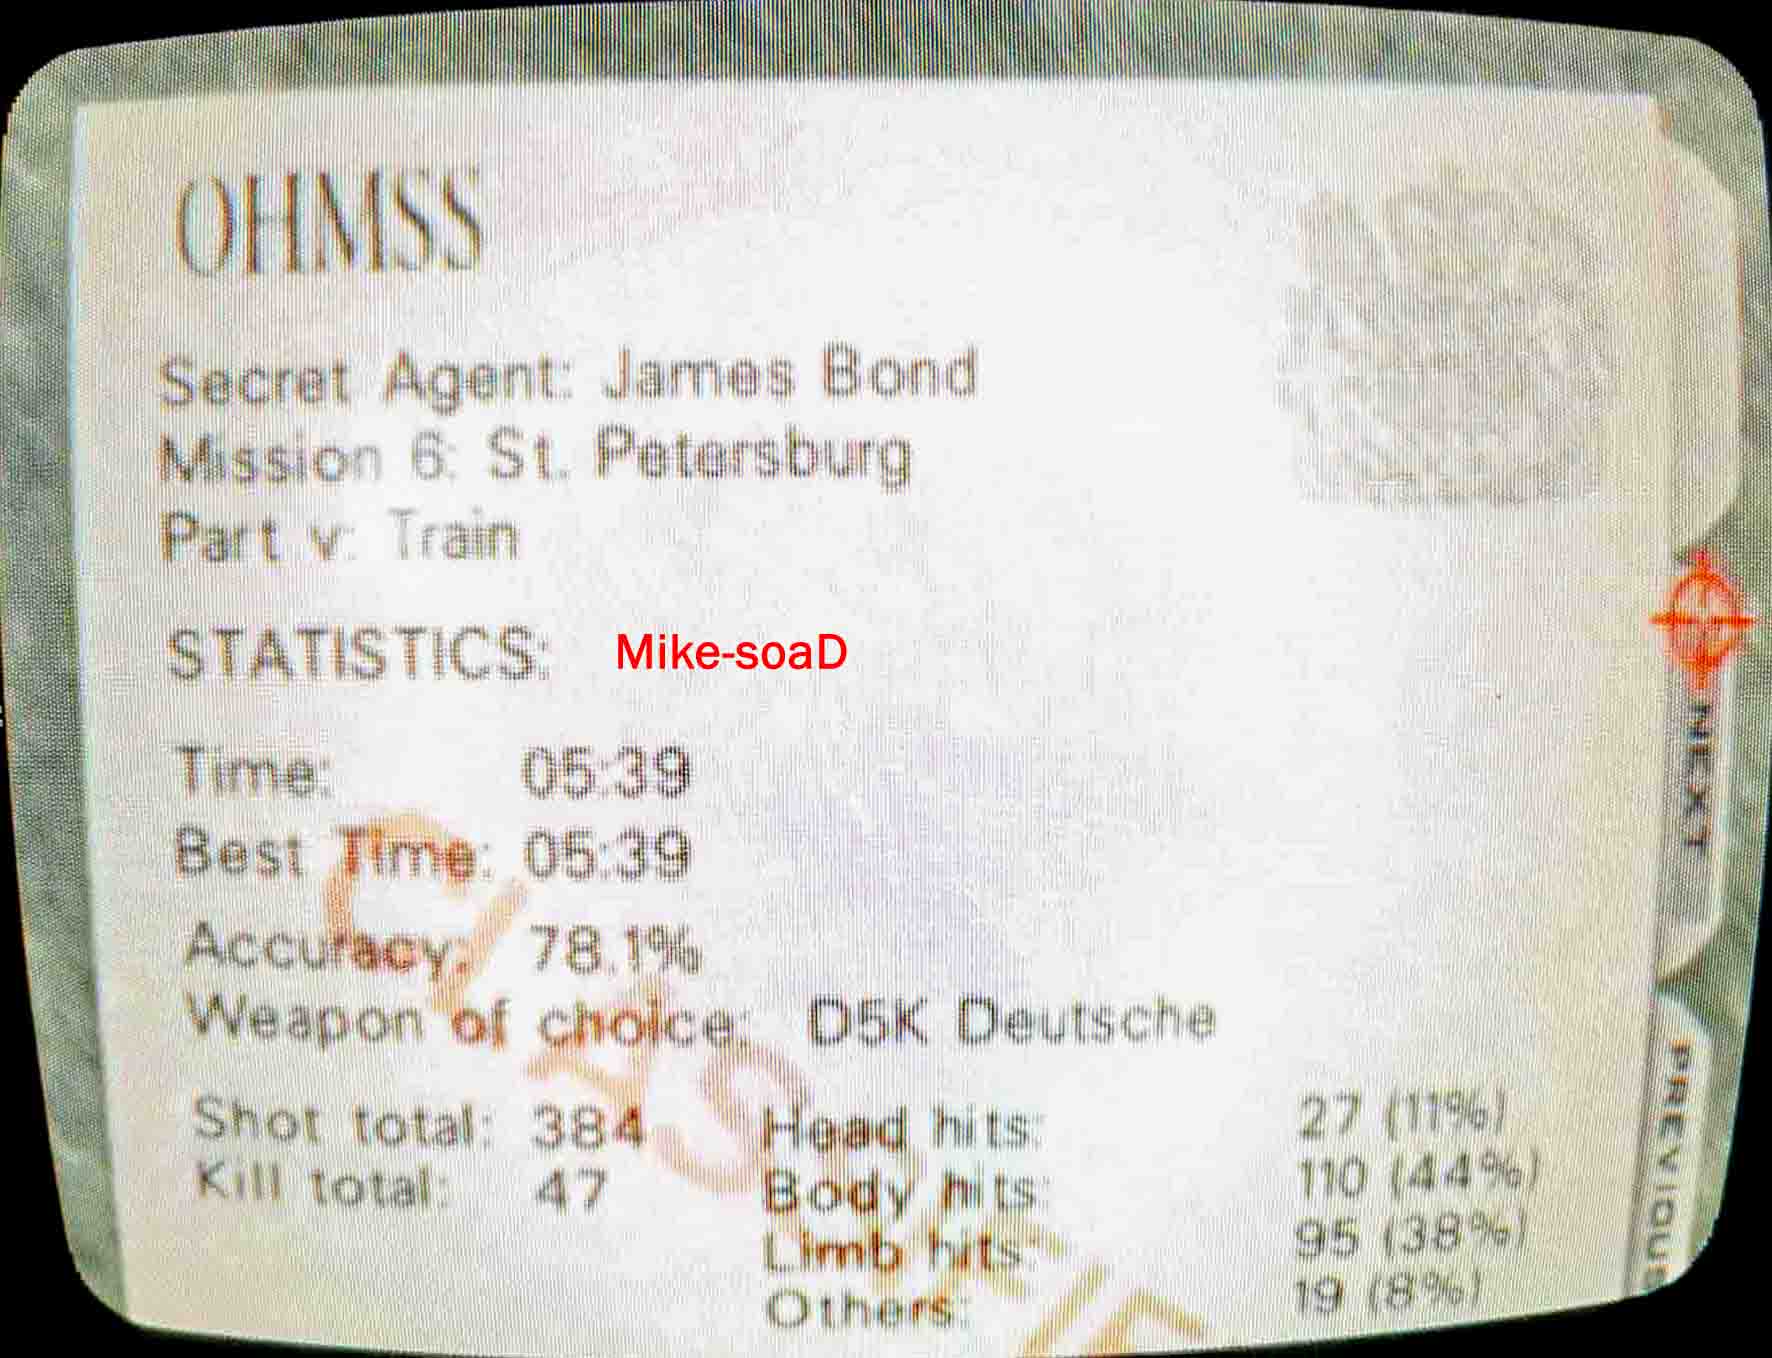 OHMSS
Secret Agent: James Bond
Mission 6: St. Petersburg
Part v: Train
STATISTICS:
Mike-soaD
Time: 05:39
Best Time: 05:39
Accuracy: 78.1%
Weapon of choice: D5K Deutsche
Shot total: 384
Kill total: 47
Head hits: 27 (11%)
Body hits: 110 (44%)
Limb hits: 95 (38%)
Others: 19 (8%)
NEXT
PREVIOUS